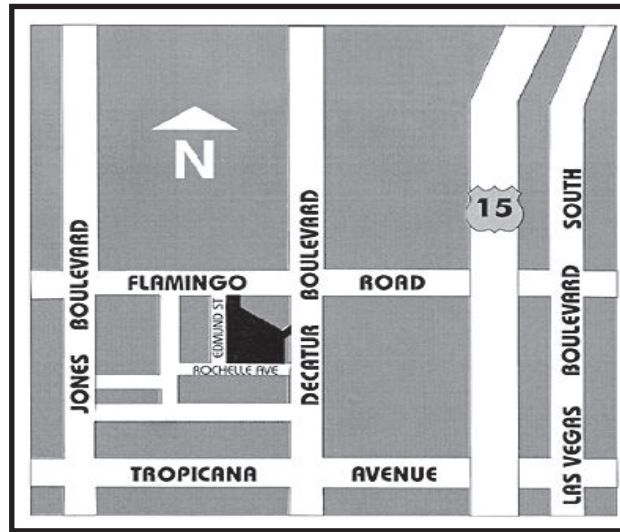 N
15
JONES BOULEVARD
DECATUR BOULEVARD
LAS VEGAS BOULEVARD SOUTH
FLAMINGO ROAD
EDMUND ST
ROCHELLE AVE
TROPICANA AVENUE